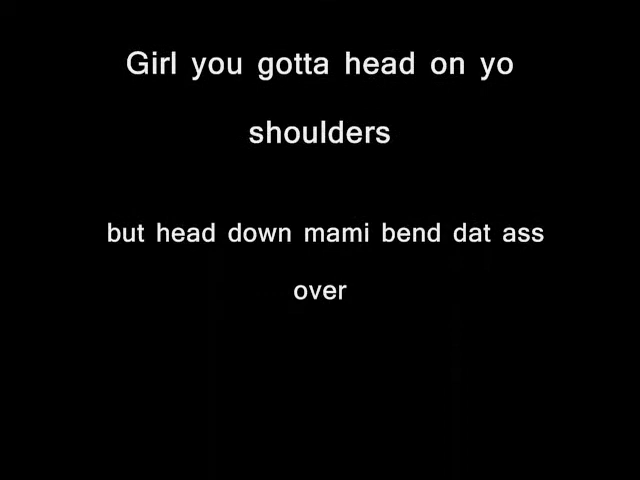 Girl you gotta head on yo
shoulders
but head down mami bend dat ass
over